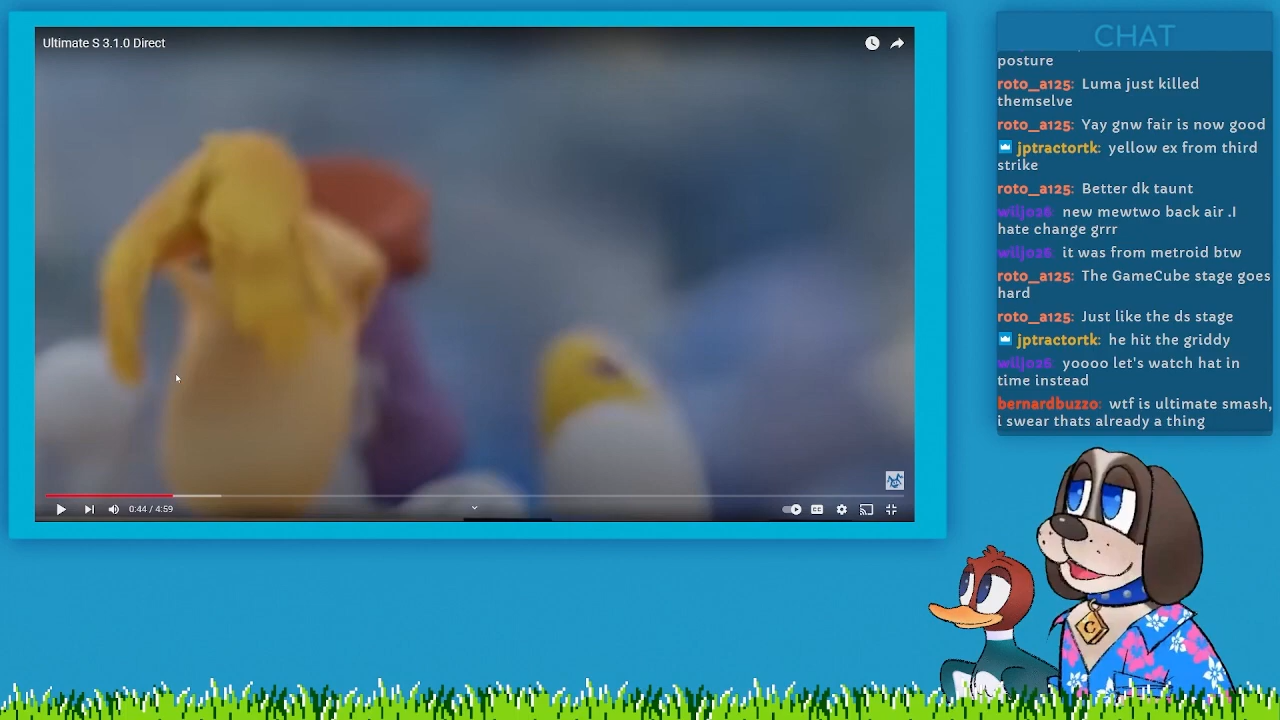 Ultimate S 3.1.0 Direct
0:44 / 4:59
CC
CHAT
posture
roto_a125: Luma just killed
themselve
roto_a125: Yay gnw fair is now good
jptractortk: yellow ex from third
strike
roto_a125: Better dk taunt
wiljo26: new mewtwo back air .I
hate change grrr
wiljo26: it was from metroid btw
roto_a125: The GameCube stage goes
hard
roto_a125: Just like the ds stage
jptractortk: he hit the griddy
wiljo26: yoooo let's watch hat in
time instead
bernardbuzzo: wtf is ultimate smash,
i swear thats already a thing
C